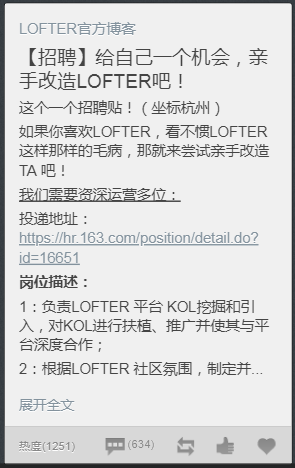 LOFTER官方博客
【招聘】给自己一个机会，亲
手改造LOFTER吧！
这个一个招聘贴！（坐标杭州）
如果你喜欢LOFTER，看不惯LOFTER
这样那样的毛病，那就来尝试亲手改造
TA 吧！
我们需要资深运营多位：
投递地址：
https://hr.163.com/position/detail.do?
id=16651
岗位描述：
1：负责LOFTER 平台 KOL挖掘和引
入，对KOL进行扶植、推广并使其与平
台深度合作；
2：根据LOFTER 社区氛围，制定并...
展开全文
热度(1251) (634)